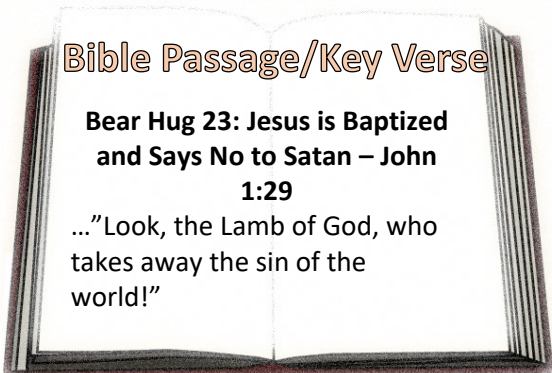 Bible Passage/Key Verse
Bear Hug 23: Jesus is Baptized
and Says No to Satan – John
1:29
…”Look, the Lamb of God, who
takes away the sin of the
world!”